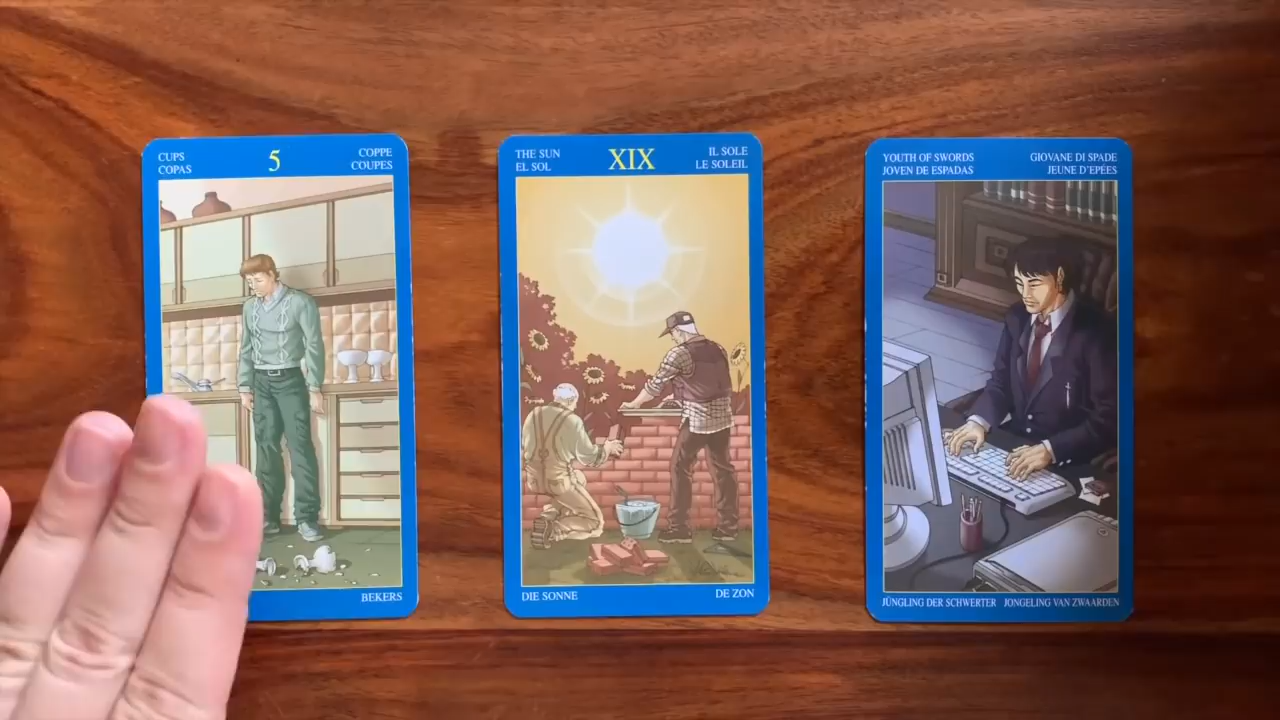 CUPS
COPAS
5
COPPE
COUPES
BEKERS
THE SUN
EL SOL
XIX
IL SOLE
LE SOLEIL
DIE SONNE
DE ZON
YOUTH OF SWORDS
JOVEN DE ESPADAS
GIOVANE DI SPADE
JEUNE D'EPÉES
JÜNGLING DER SCHWERTER
JONGELING VAN ZWAARDEN